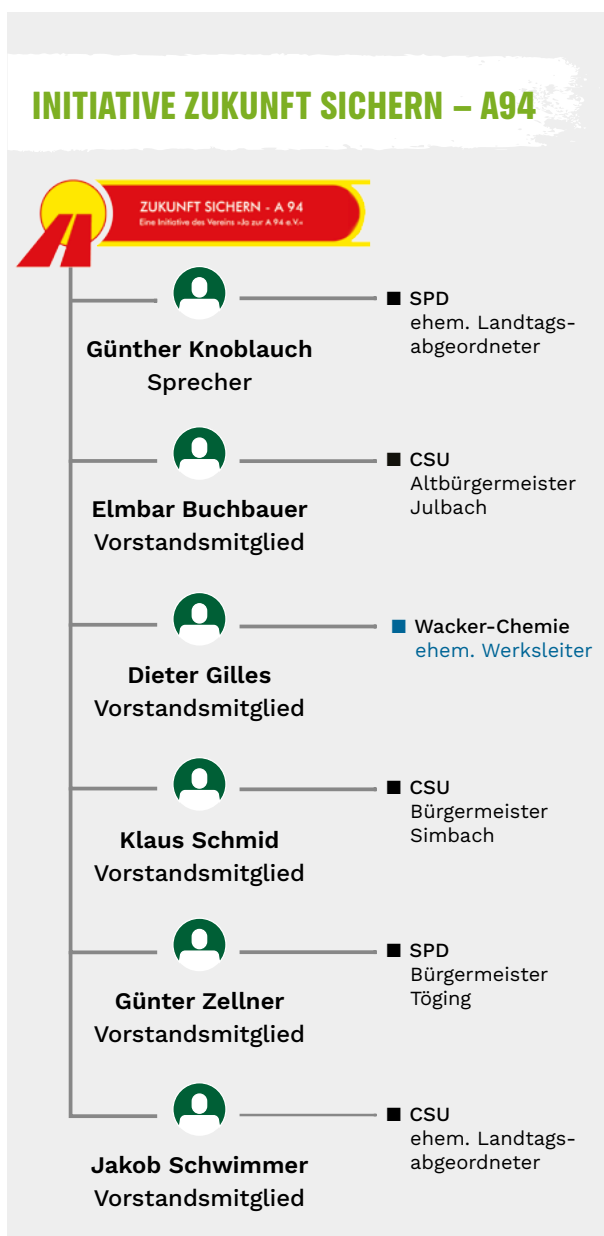 INITIATIVE ZUKUNFT SICHERN – A94
ZUKUNFT SICHERN - A 94
Eine Initiative des Vereins »Ja zur A 94 e.V.«
■ SPD
ehem. Landtags-
abgeordneter
Günther Knoblauch
Sprecher
■ CSU
Altbürgermeister
Julbach
Elmbar Buchbauer
Vorstandsmitglied
■ Wacker-Chemie
ehem. Werksleiter
Dieter Gilles
Vorstandsmitglied
■ CSU
Bürgermeister
Simbach
Klaus Schmid
Vorstandsmitglied
■ SPD
Bürgermeister
Töging
Günter Zellner
Vorstandsmitglied
■ CSU
ehem. Landtags-
abgeordneter
Jakob Schwimmer
Vorstandsmitglied